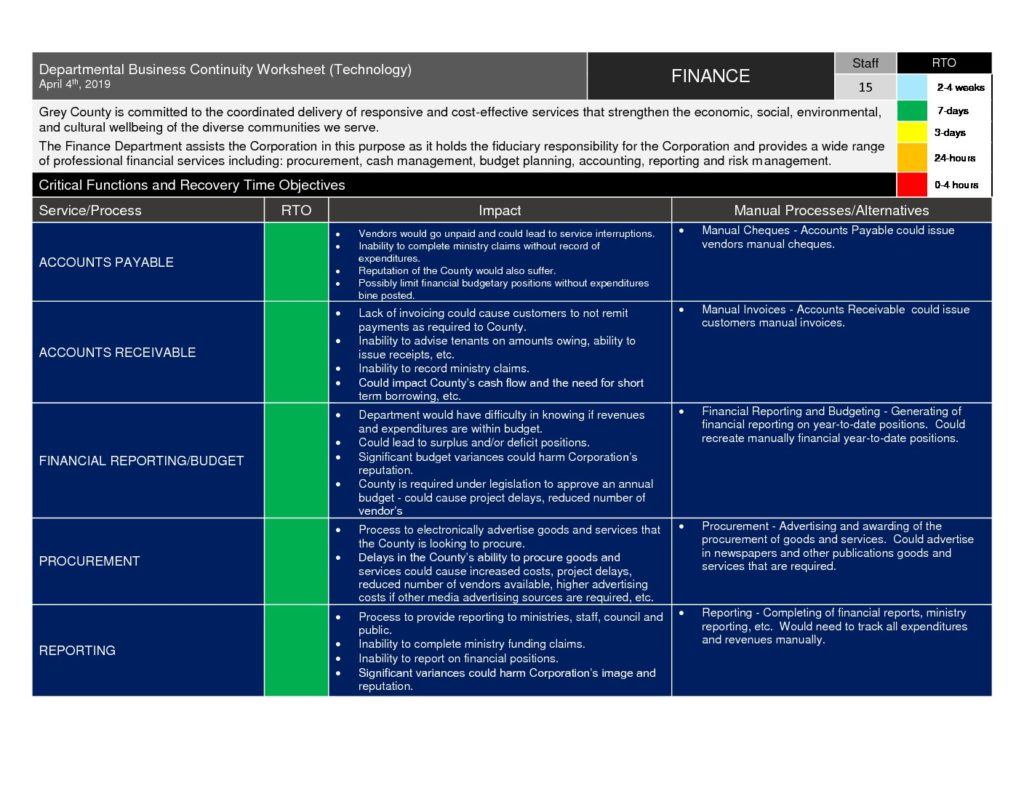 Departmental Business Continuity Worksheet (Technology)
April 4th, 2019
FINANCE
Staff
15
RTO
2-4 weeks
7-days
3-days
24-hours
0-4 hours
Grey County is committed to the coordinated delivery of responsive and cost-effective services that strengthen the economic, social, environmental,
and cultural wellbeing of the diverse communities we serve.
The Finance Department assists the Corporation in this purpose as it holds the fiduciary responsibility for the Corporation and provides a wide range
of professional financial services including: procurement, cash management, budget planning, accounting, reporting and risk management.
Critical Functions and Recovery Time Objectives
Service/Process
RTO
Impact
Manual Processes/Alternatives
ACCOUNTS PAYABLE
• Vendors would go unpaid and could lead to service interruptions.
• Inability to complete ministry claims without record of
expenditures.
• Reputation of the County would also suffer.
• Possibly limit financial budgetary positions without expenditures
bine posted.
• Manual Cheques - Accounts Payable could issue
vendors manual cheques.
ACCOUNTS RECEIVABLE
• Lack of invoicing could cause customers to not remit
payments as required to County.
• Inability to advise tenants on amounts owing, ability to
issue receipts, etc.
• Inability to record ministry claims.
• Could impact County's cash flow and the need for short
term borrowing, etc.
• Manual Invoices - Accounts Receivable could issue
customers manual invoices.
FINANCIAL REPORTING/BUDGET
• Department would have difficulty in knowing if revenues
and expenditures are within budget.
• Could lead to surplus and/or deficit positions.
• Significant budget variances could harm Corporation's
reputation.
• County is required under legislation to approve an annual
budget - could cause project delays, reduced number of
vendor's
• Financial Reporting and Budgeting - Generating of
financial reporting on year-to-date positions. Could
recreate manually financial year-to-date positions.
PROCUREMENT
• Process to electronically advertise goods and services that
the County is looking to procure.
• Delays in the County's ability to procure goods and
services could cause increased costs, project delays,
reduced number of vendors available, higher advertising
costs if other media advertising sources are required, etc.
• Procurement - Advertising and awarding of the
procurement of goods and services. Could advertise
in newspapers and other publications goods and
services that are required.
REPORTING
• Process to provide reporting to ministries, staff, council and
public.
• Inability to complete ministry funding claims.
• Inability to report on financial positions.
• Significant variances could harm Corporation's image and
reputation.
• Reporting - Completing of financial reports, ministry
reporting, etc. Would need to track all expenditures
and revenues manually.